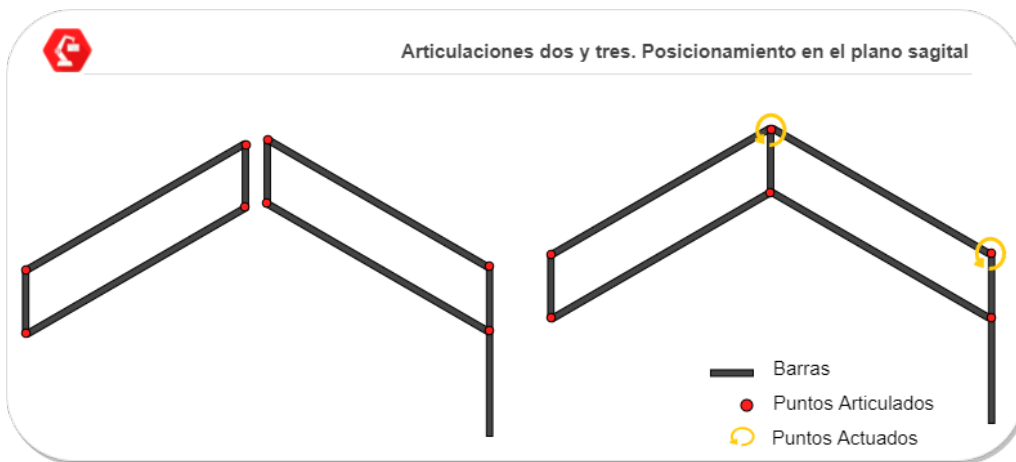 Articulaciones dos y tres. Posicionamiento en el plano sagital
Barras
Puntos Articulados
Puntos Actuados